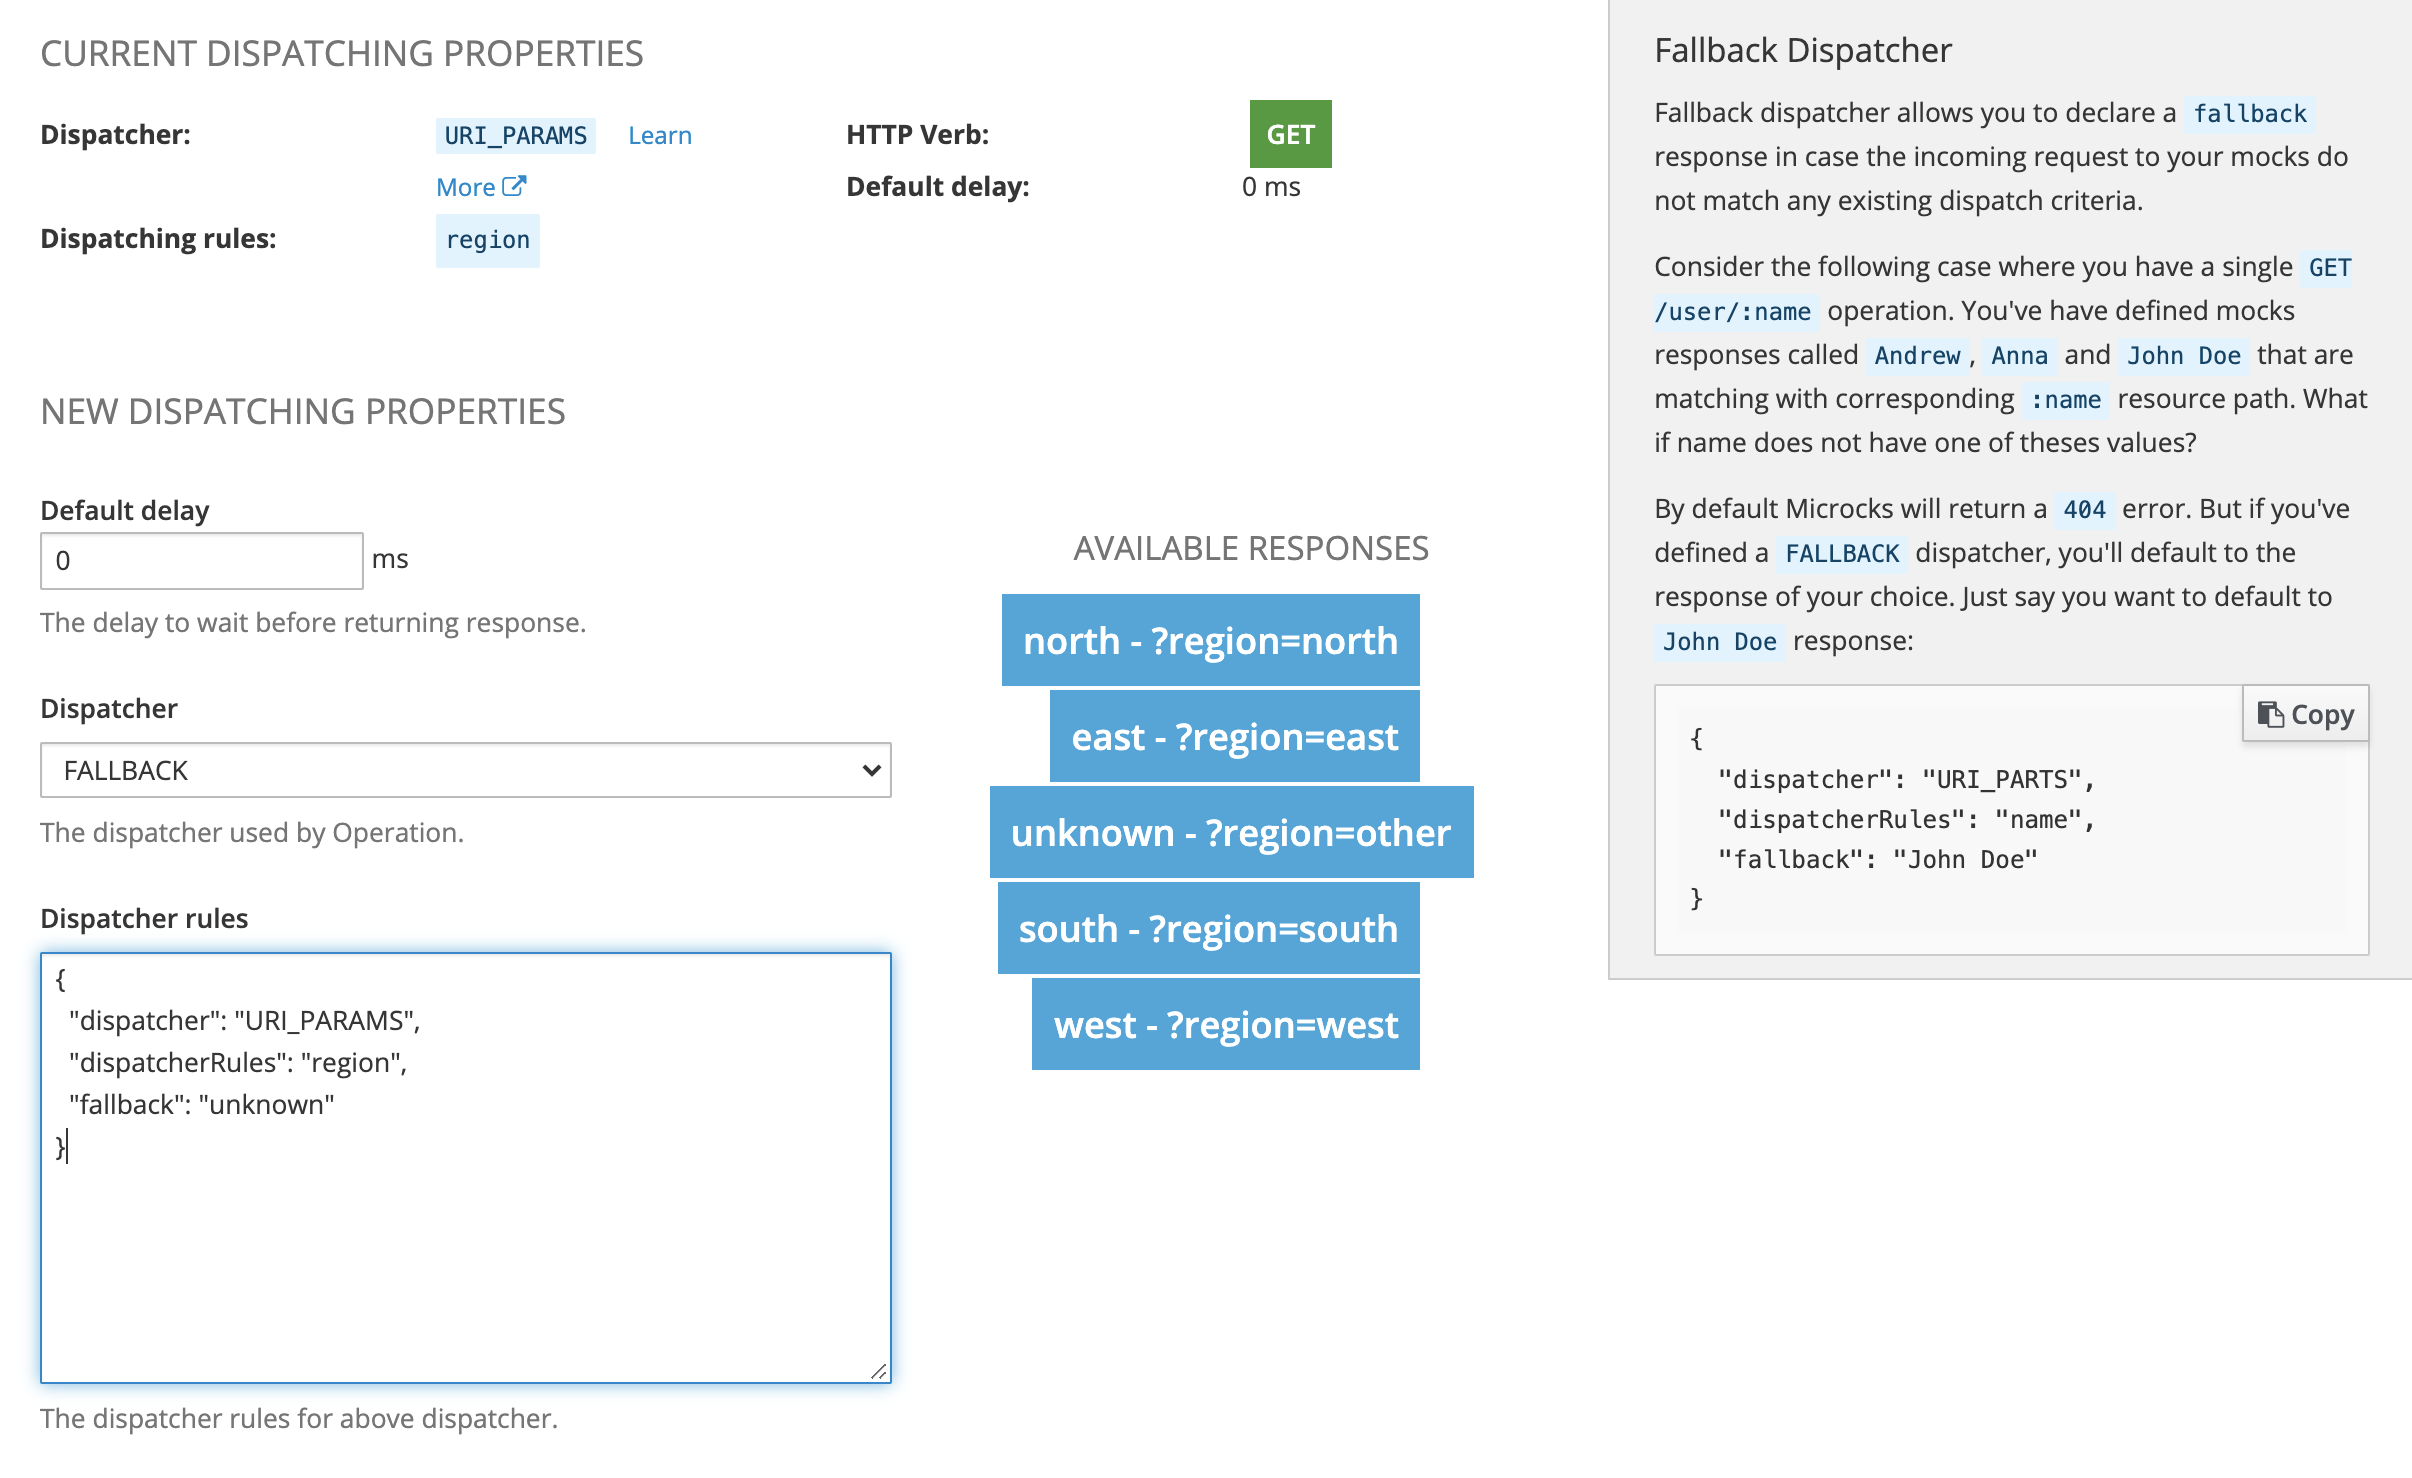 CURRENT DISPATCHING PROPERTIES
Dispatcher: URI_PARAMS Learn More
HTTP Verb: GET
Default delay: 0 ms
Dispatching rules: region
NEW DISPATCHING PROPERTIES
Default delay
0 ms
The delay to wait before returning response.
Dispatcher
FALLBACK
The dispatcher used by Operation.
Dispatcher rules
{
"dispatcher": "URI_PARAMS",
"dispatcherRules": "region",
"fallback": "unknown"
}
The dispatcher rules for above dispatcher.
AVAILABLE RESPONSES
north - ?region=north
east - ?region=east
unknown - ?region=other
south - ?region=south
west - ?region=west
Fallback Dispatcher
Fallback dispatcher allows you to declare a fallback
response in case the incoming request to your mocks do
not match any existing dispatch criteria.
Consider the following case where you have a single GET
/user/:name operation. You've have defined mocks
responses called Andrew, Anna and John Doe that are
matching with corresponding :name resource path. What
if name does not have one of theses values?
By default Microcks will return a 404 error. But if you've
defined a FALLBACK dispatcher, you'll default to the
response of your choice. Just say you want to default to
John Doe response:
Copy
{
"dispatcher": "URI_PARTS",
"dispatcherRules": "name",
"fallback": "John Doe"
}